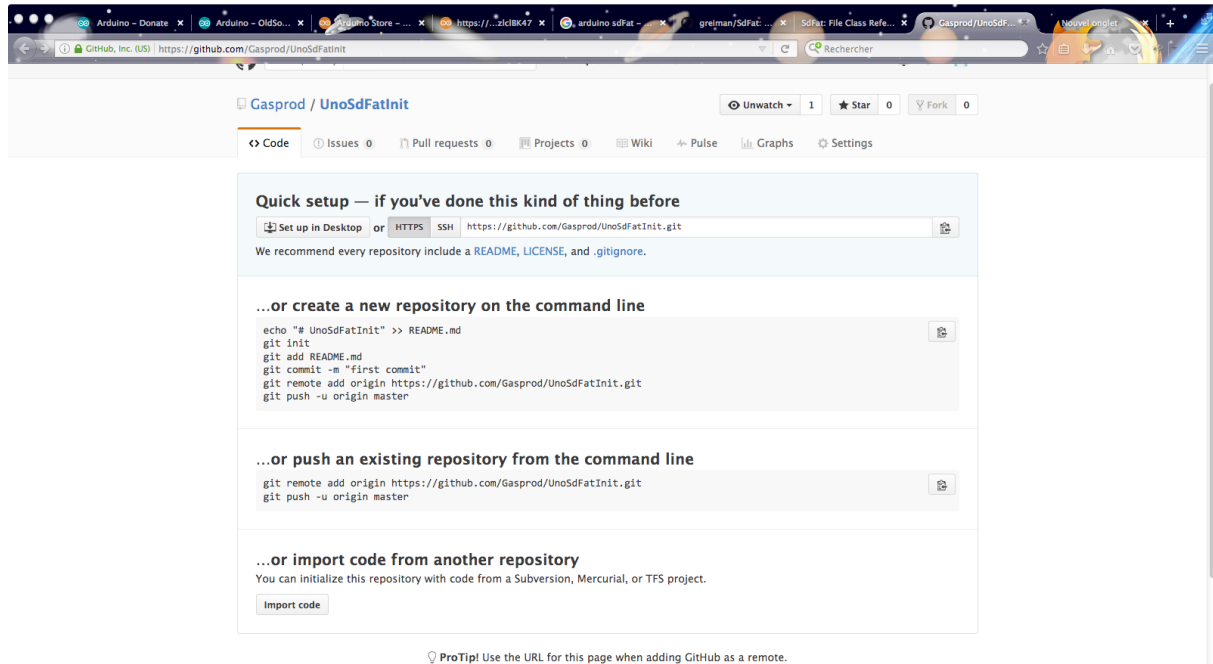 Arduino – Donate
Arduino – OldSo...
Arduino Store – ...
https://...zlclBK47
arduino sdFat – ...
greiman/SdFat: ...
SdFat: File Class Refe...
Gasprod/UnoSdF...
Nouvel onglet
GitHub, Inc. (US) https://github.com/Gasprod/UnoSdFatInit
Rechercher
Gasprod / UnoSdFatInit
Unwatch 1 Star 0 Fork 0
Code Issues 0 Pull requests 0 Projects 0 Wiki Pulse Graphs Settings
Quick setup — if you've done this kind of thing before
Set up in Desktop or HTTPS SSH https://github.com/Gasprod/UnoSdFatInit.git
We recommend every repository include a README, LICENSE, and .gitignore.
...or create a new repository on the command line
echo "# UnoSdFatInit" >> README.md
git init
git add README.md
git commit -m "first commit"
git remote add origin https://github.com/Gasprod/UnoSdFatInit.git
git push -u origin master
...or push an existing repository from the command line
git remote add origin https://github.com/Gasprod/UnoSdFatInit.git
git push -u origin master
...or import code from another repository
You can initialize this repository with code from a Subversion, Mercurial, or TFS project.
Import code
ProTip! Use the URL for this page when adding GitHub as a remote.